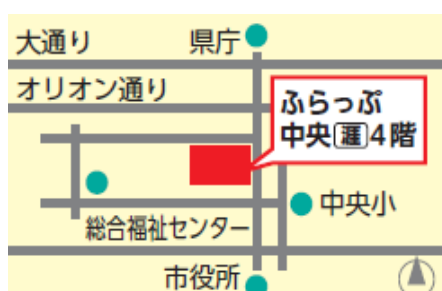 大通り
県庁
オリオン通り
ふらっぷ
中央
4階
中央小
総合福祉センター
市役所